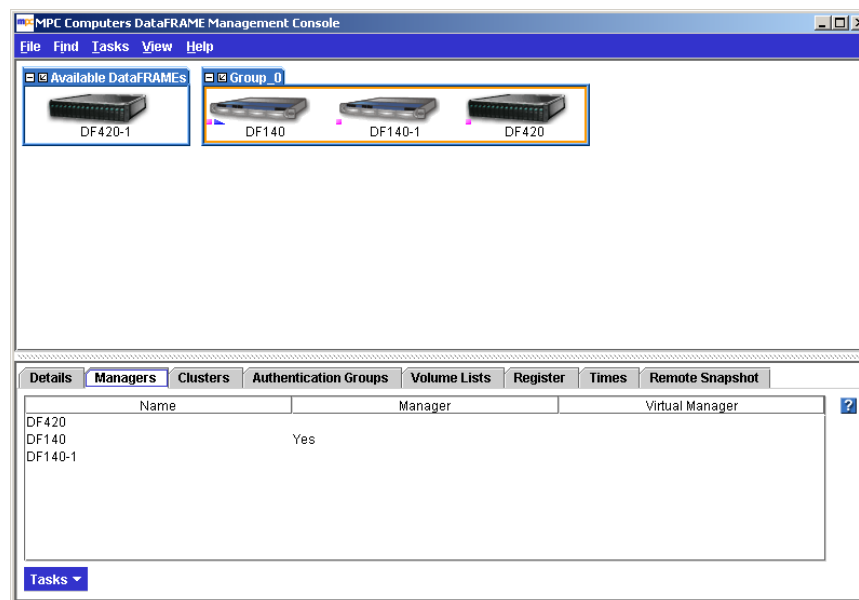 mpc MPC Computers DataFRAME Management Console
File Find Tasks View Help
Available DataFRAMEs Group_0
DF420-1 DF140 DF140-1 DF420
Details Managers Clusters Authentication Groups Volume Lists Register Times Remote Snapshot
Name Manager Virtual Manager
?
DF420
DF140 Yes
DF140-1
Tasks